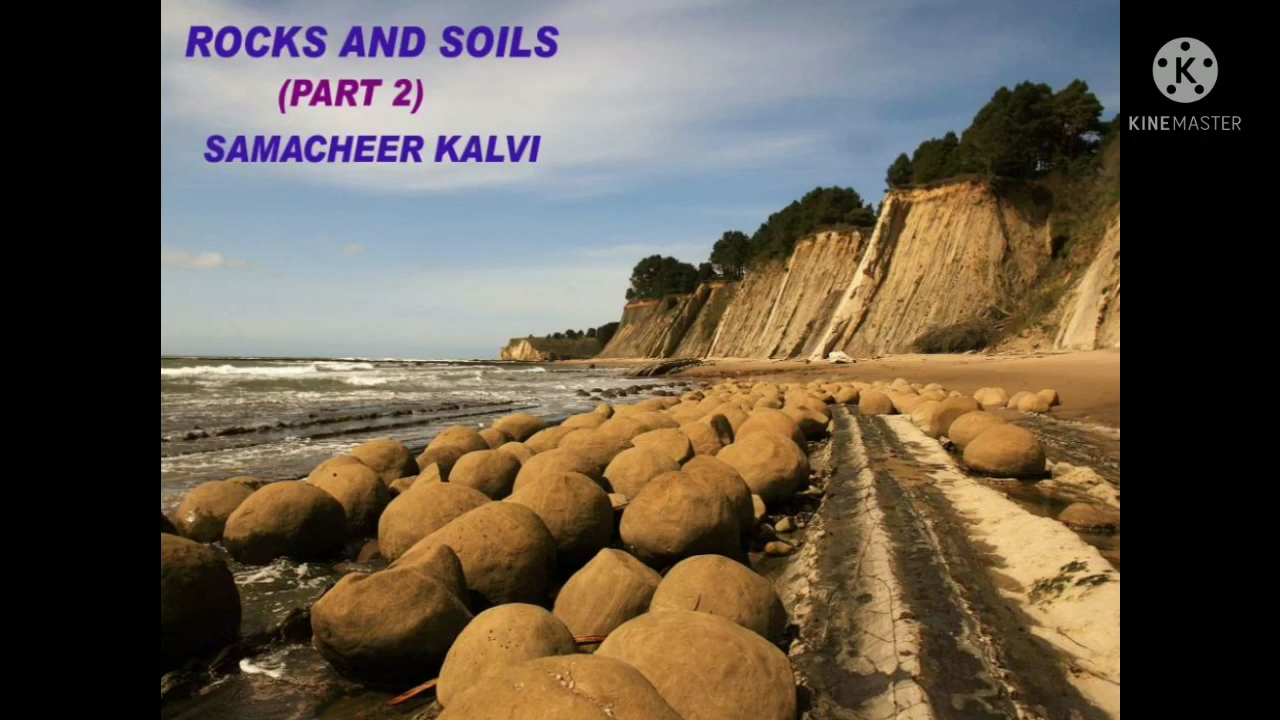 ROCKS AND SOILS
(PART 2)
SAMACHEER KALVI
K
KINEMASTER